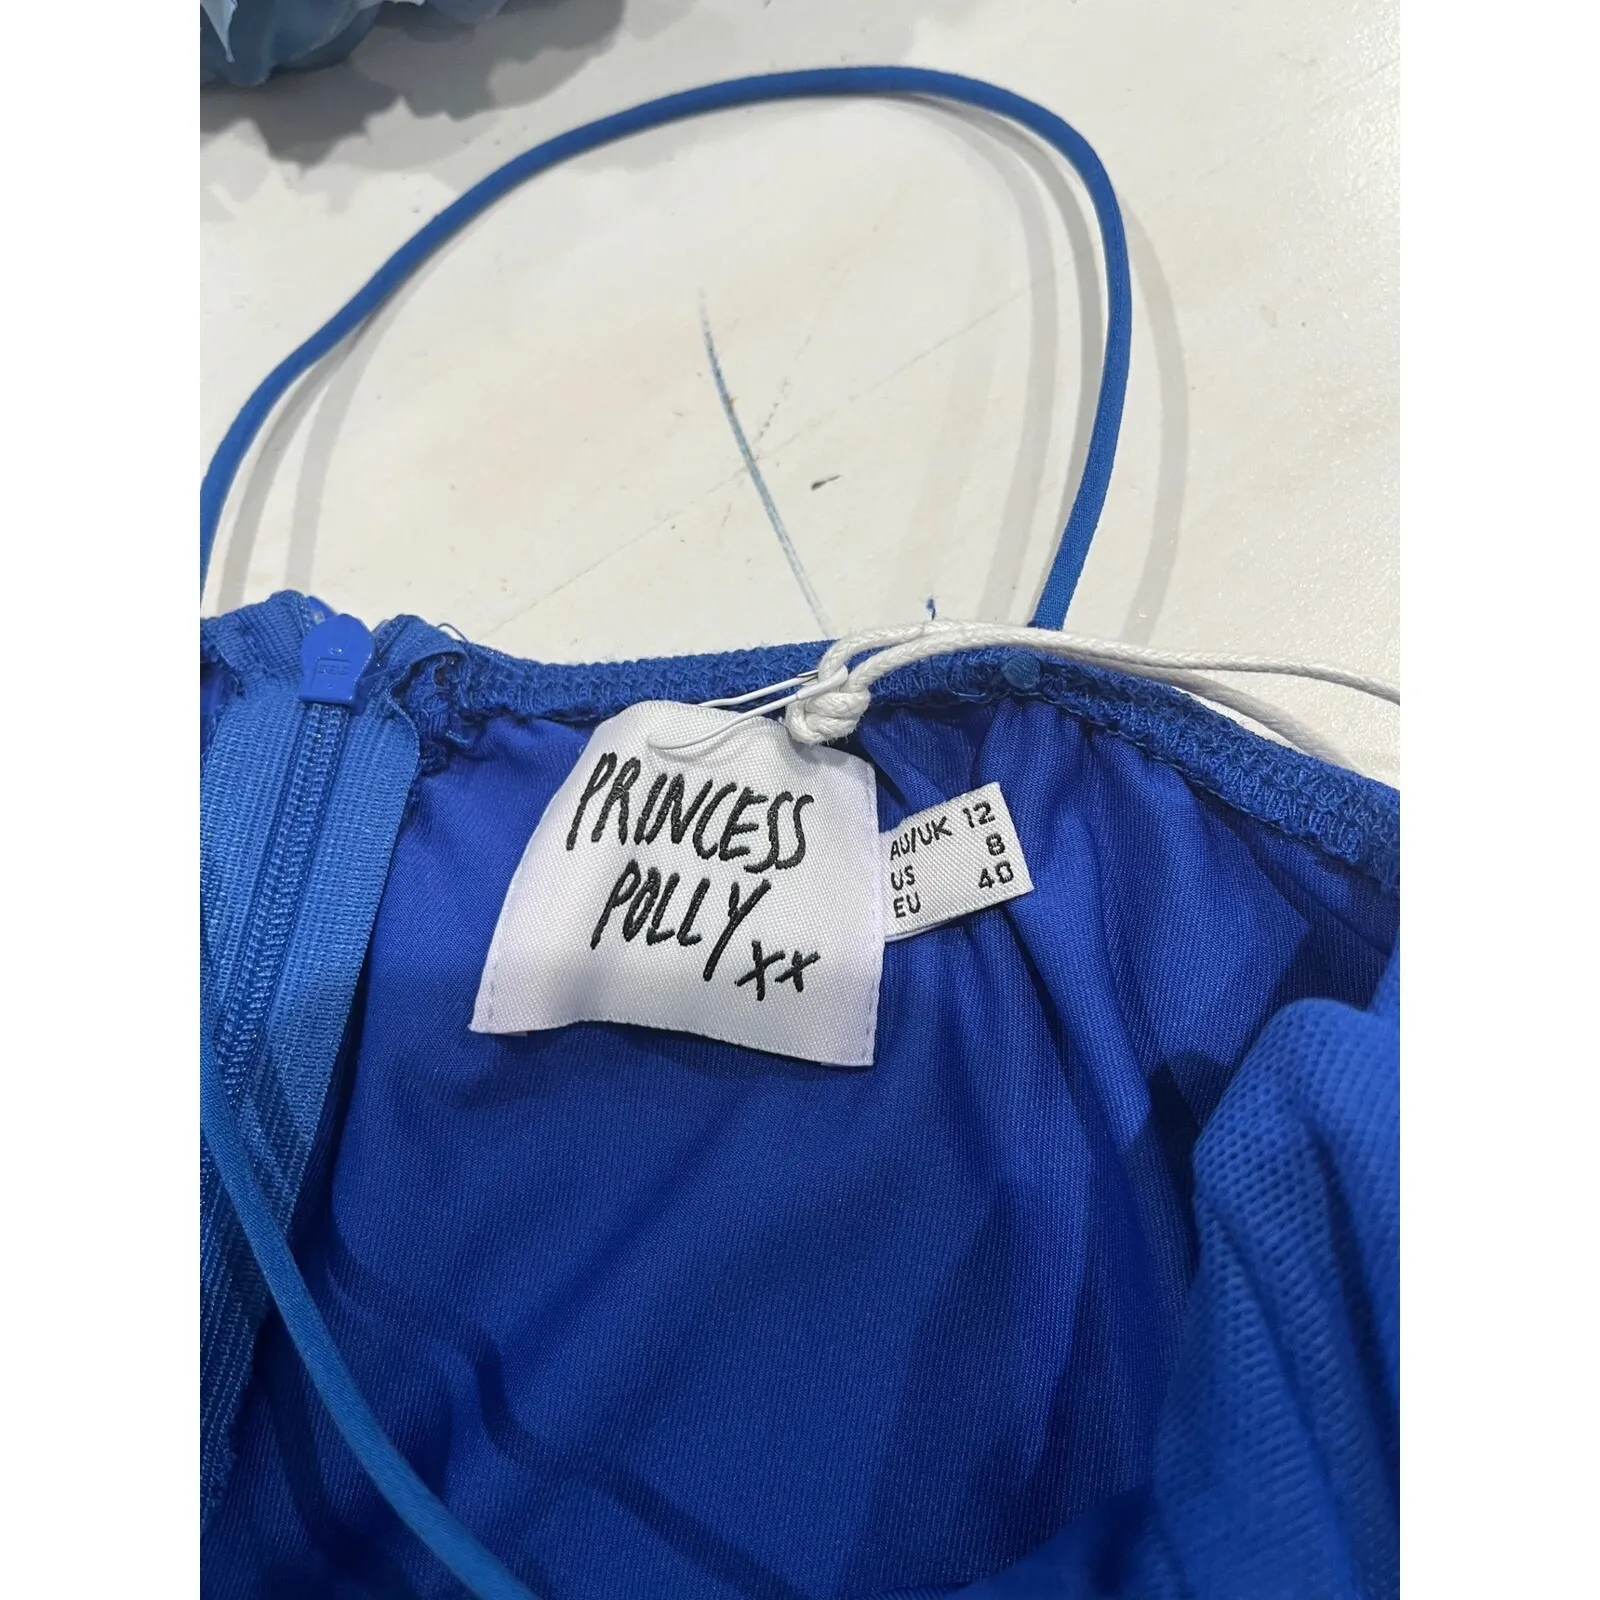 PRINCESS
POLLY
xx
AU/UK 12
US 8
EU 40